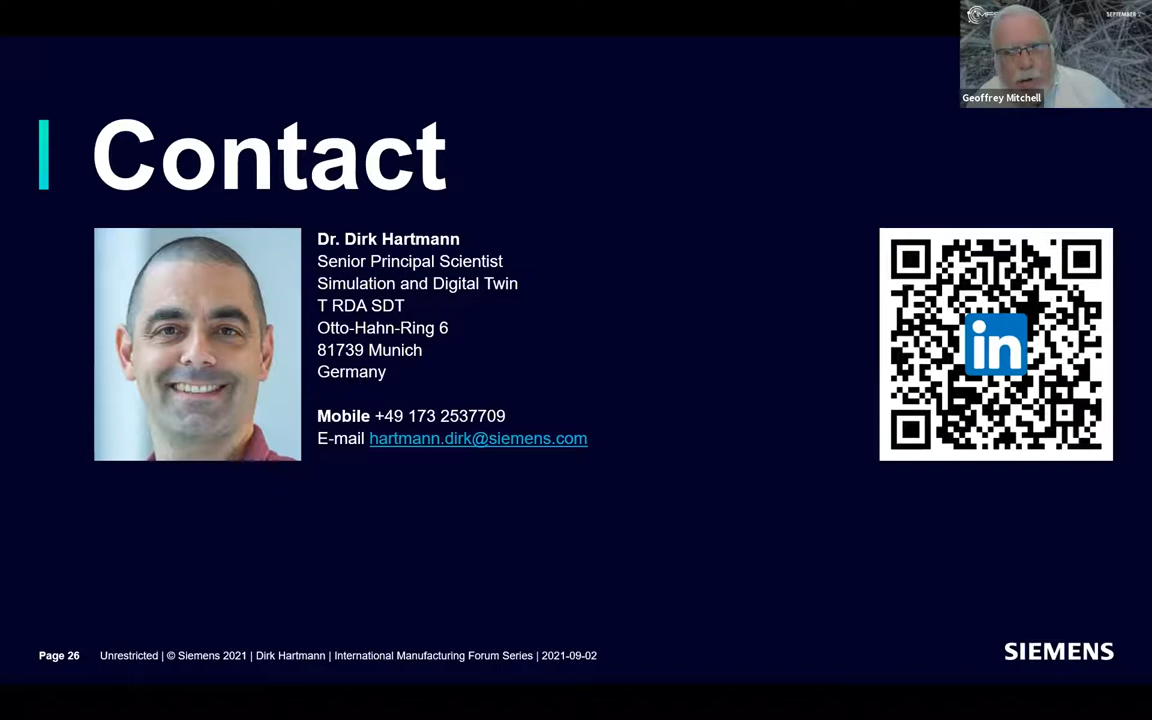 SEPTEMBER
Geoffrey Mitchell
Contact
Dr. Dirk Hartmann
Senior Principal Scientist
Simulation and Digital Twin
T RDA SDT
Otto-Hahn-Ring 6
81739 Munich
Germany
Mobile +49 173 2537709
E-mail hartmann.dirk@siemens.com
in
Page 26 Unrestricted | © Siemens 2021 | Dirk Hartmann | International Manufacturing Forum Series | 2021-09-02
SIEMENS